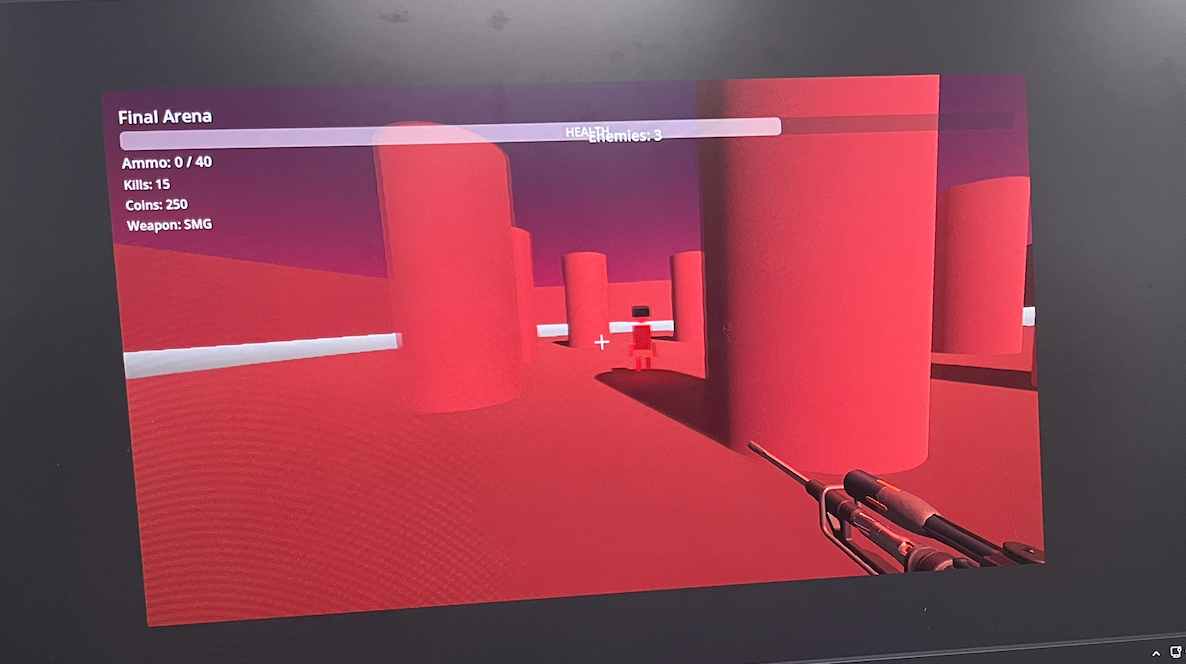 Final Arena
HEALTH
Enemies: 3
Ammo: 0 / 40
Kills: 15
Coins: 250
Weapon: SMG